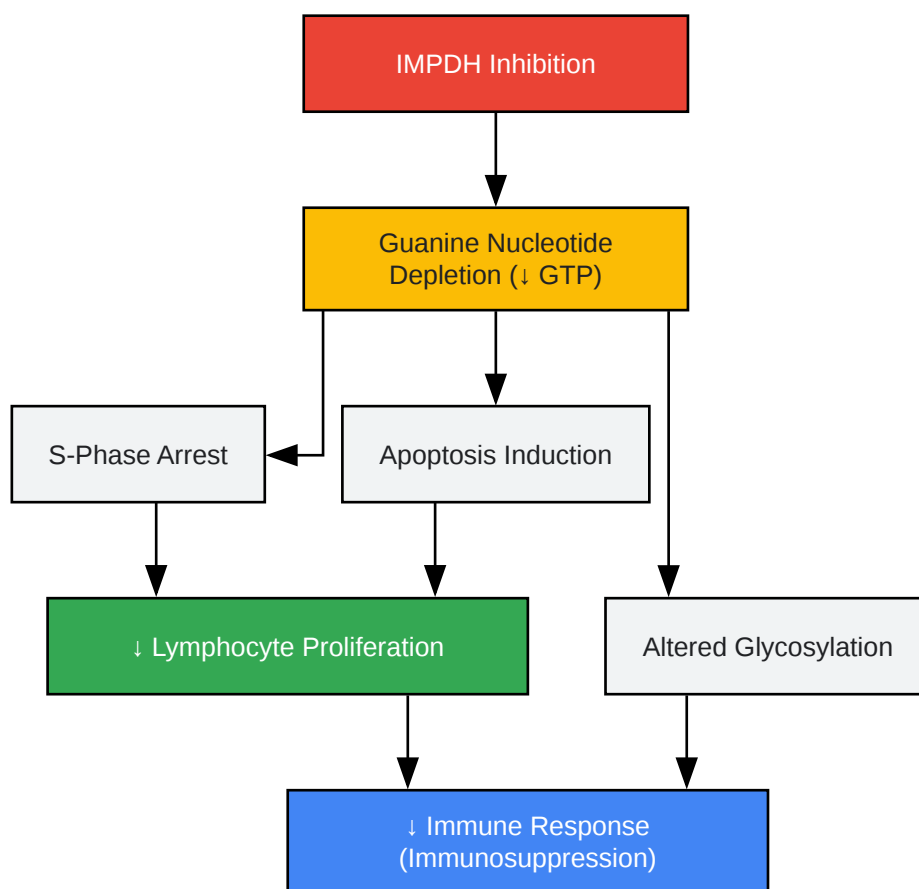 IMPDH Inhibition
Guanine Nucleotide
Depletion (↓ GTP)
S-Phase Arrest
Apoptosis Induction
↓ Lymphocyte Proliferation
Altered Glycosylation
↓ Immune Response
(Immunosuppression)